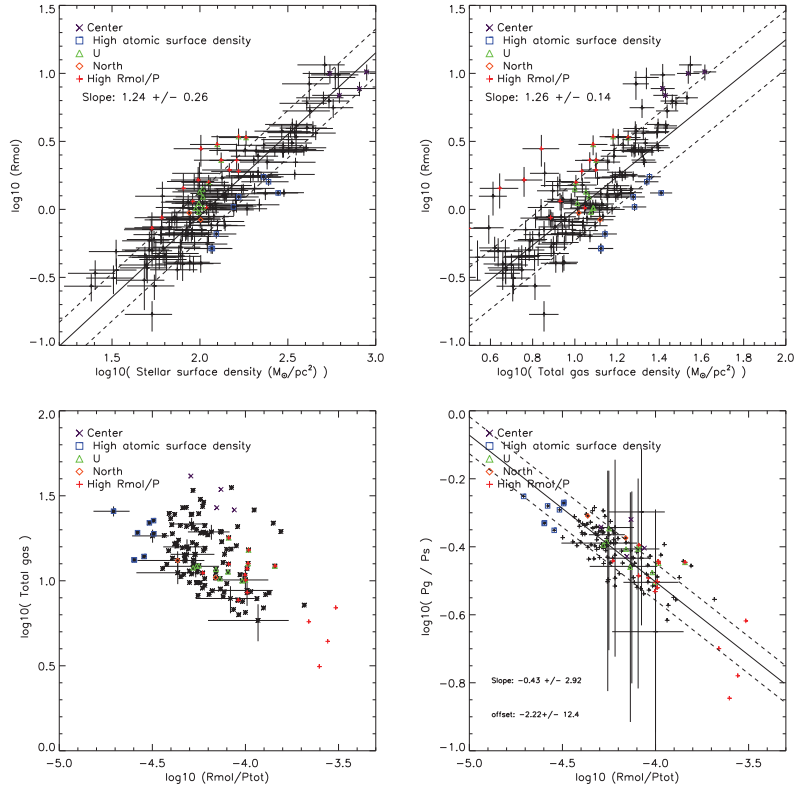 1.5
1.0
0.5
0.0
−0.5
−1.0
log10 (Rmol)
× Center
High atomic surface density
U
North
+ High Rmol/P
Slope: 1.24 +/− 0.26
1.5 2.0 2.5 3.0
log10( Stellar surface density (M⊙/pc²) )
1.5
1.0
0.5
0.0
−0.5
−1.0
log10 (Rmol)
× Center
High atomic surface density
U
North
+ High Rmol/P
Slope: 1.26 +/− 0.14
0.6 0.8 1.0 1.2 1.4 1.6 1.8 2.0
log10( Total gas surface density (M⊙/pc²) )
2.0
1.5
1.0
0.5
0.0
log10( Total gas )
× Center
High atomic surface density
U
North
+ High Rmol/P
−5.0 −4.5 −4.0 −3.5
log10 (Rmol/Ptot)
0.0
−0.2
−0.4
−0.6
−0.8
−1.0
log10( Pg / Ps )
× Center
High atomic surface density
U
North
+ High Rmol/P
Slope: −0.43 +/− 2.92
offset: −2.22+/− 12.4
−5.0 −4.5 −4.0 −3.5
log10 (Rmol/Ptot)